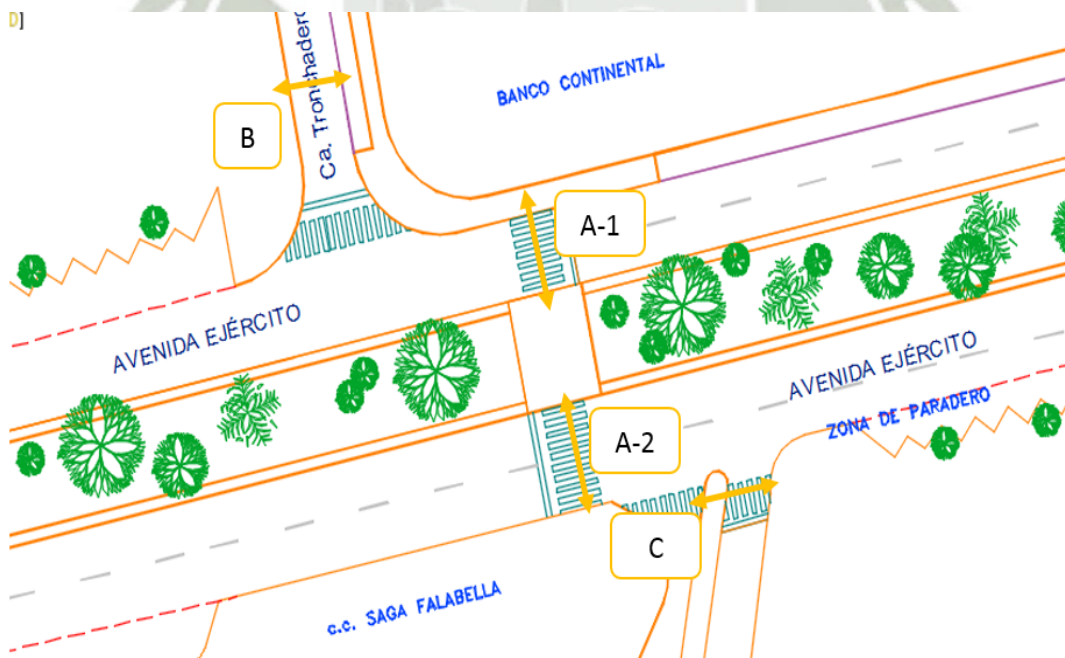 D]
Ca. Tronchadero
BANCO CONTINENTAL
B
A-1
AVENIDA EJÉRCITO
AVENIDA EJÉRCITO
ZONA DE PARADERO
A-2
C
c.c. SAGA FALABELLA